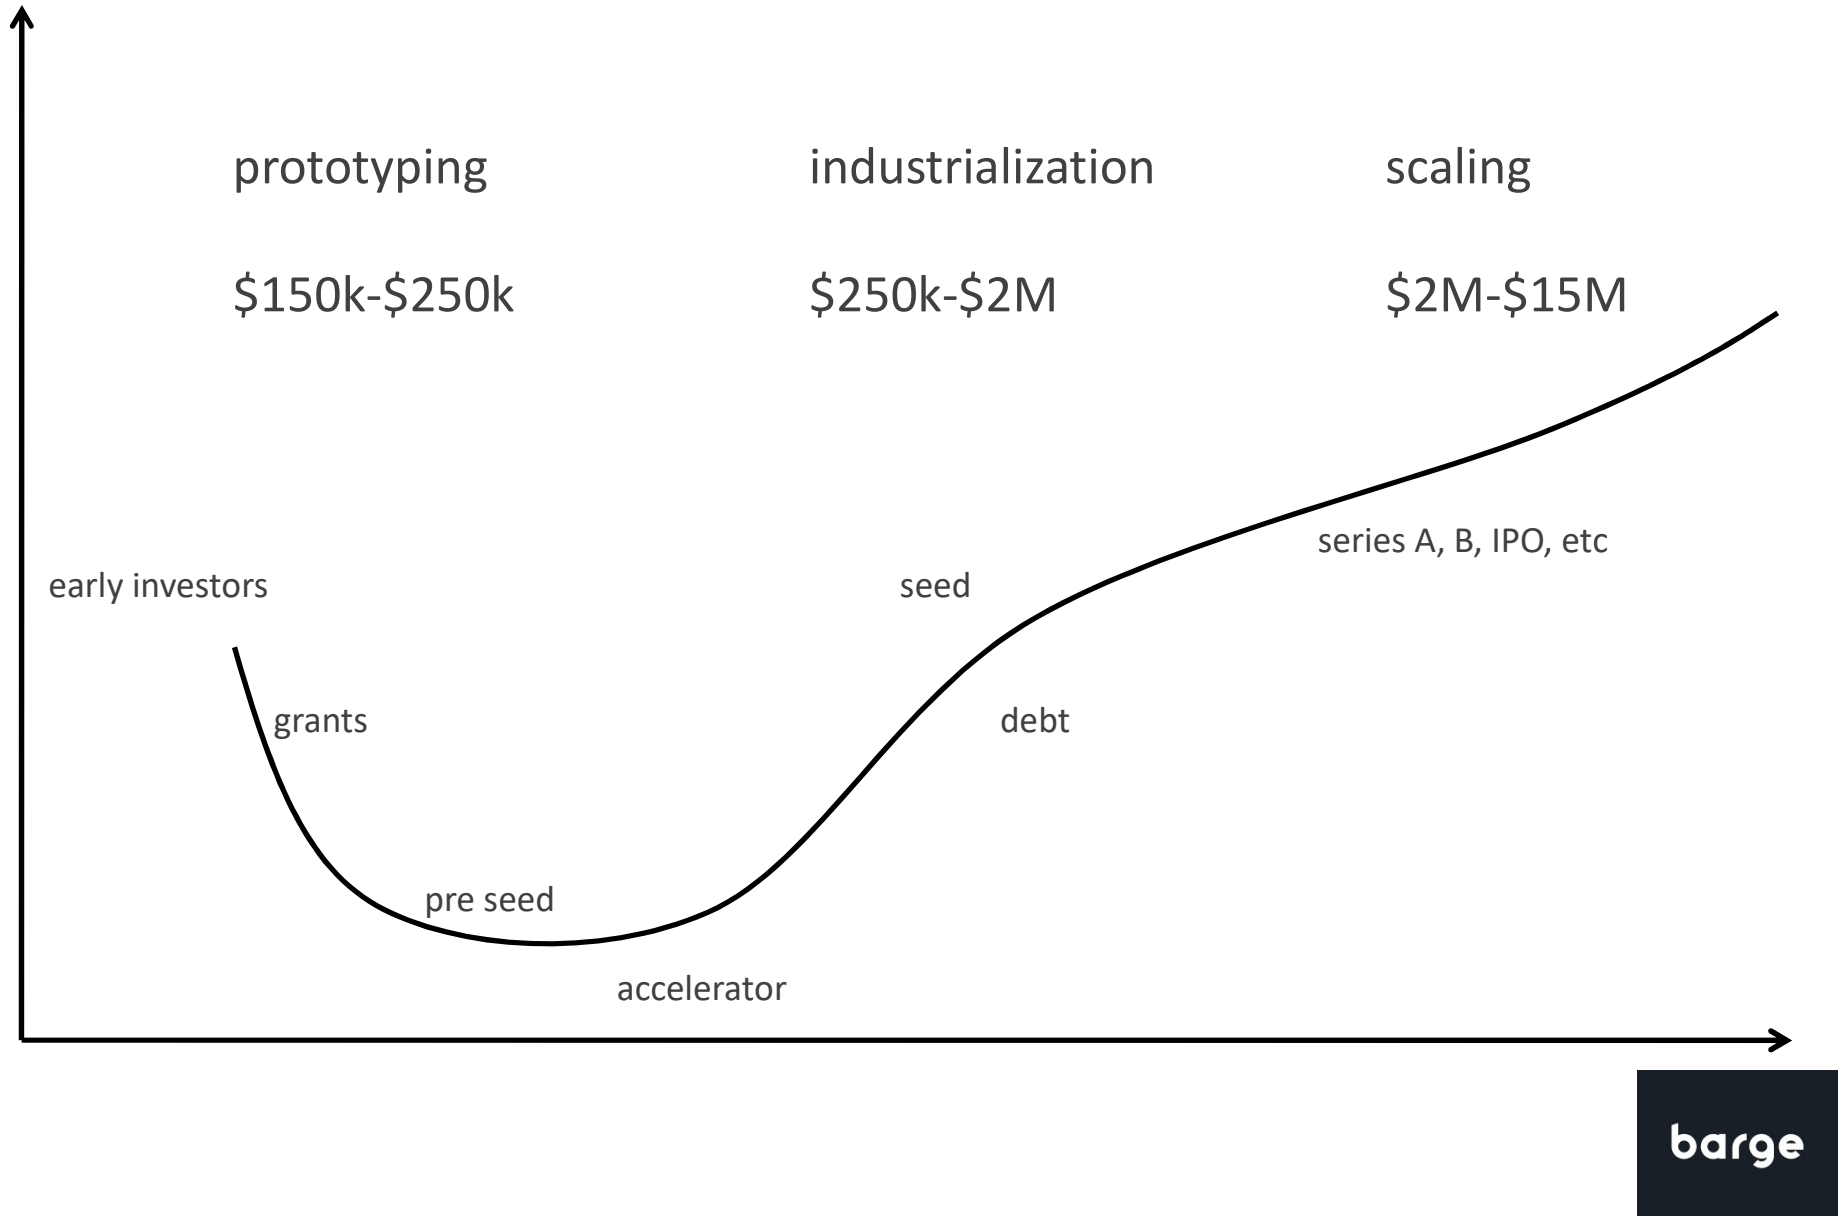 prototyping
industrialization
scaling
$150k-$250k
$250k-$2M
$2M-$15M
early investors
grants
pre seed
accelerator
seed
debt
series A, B, IPO, etc
barge